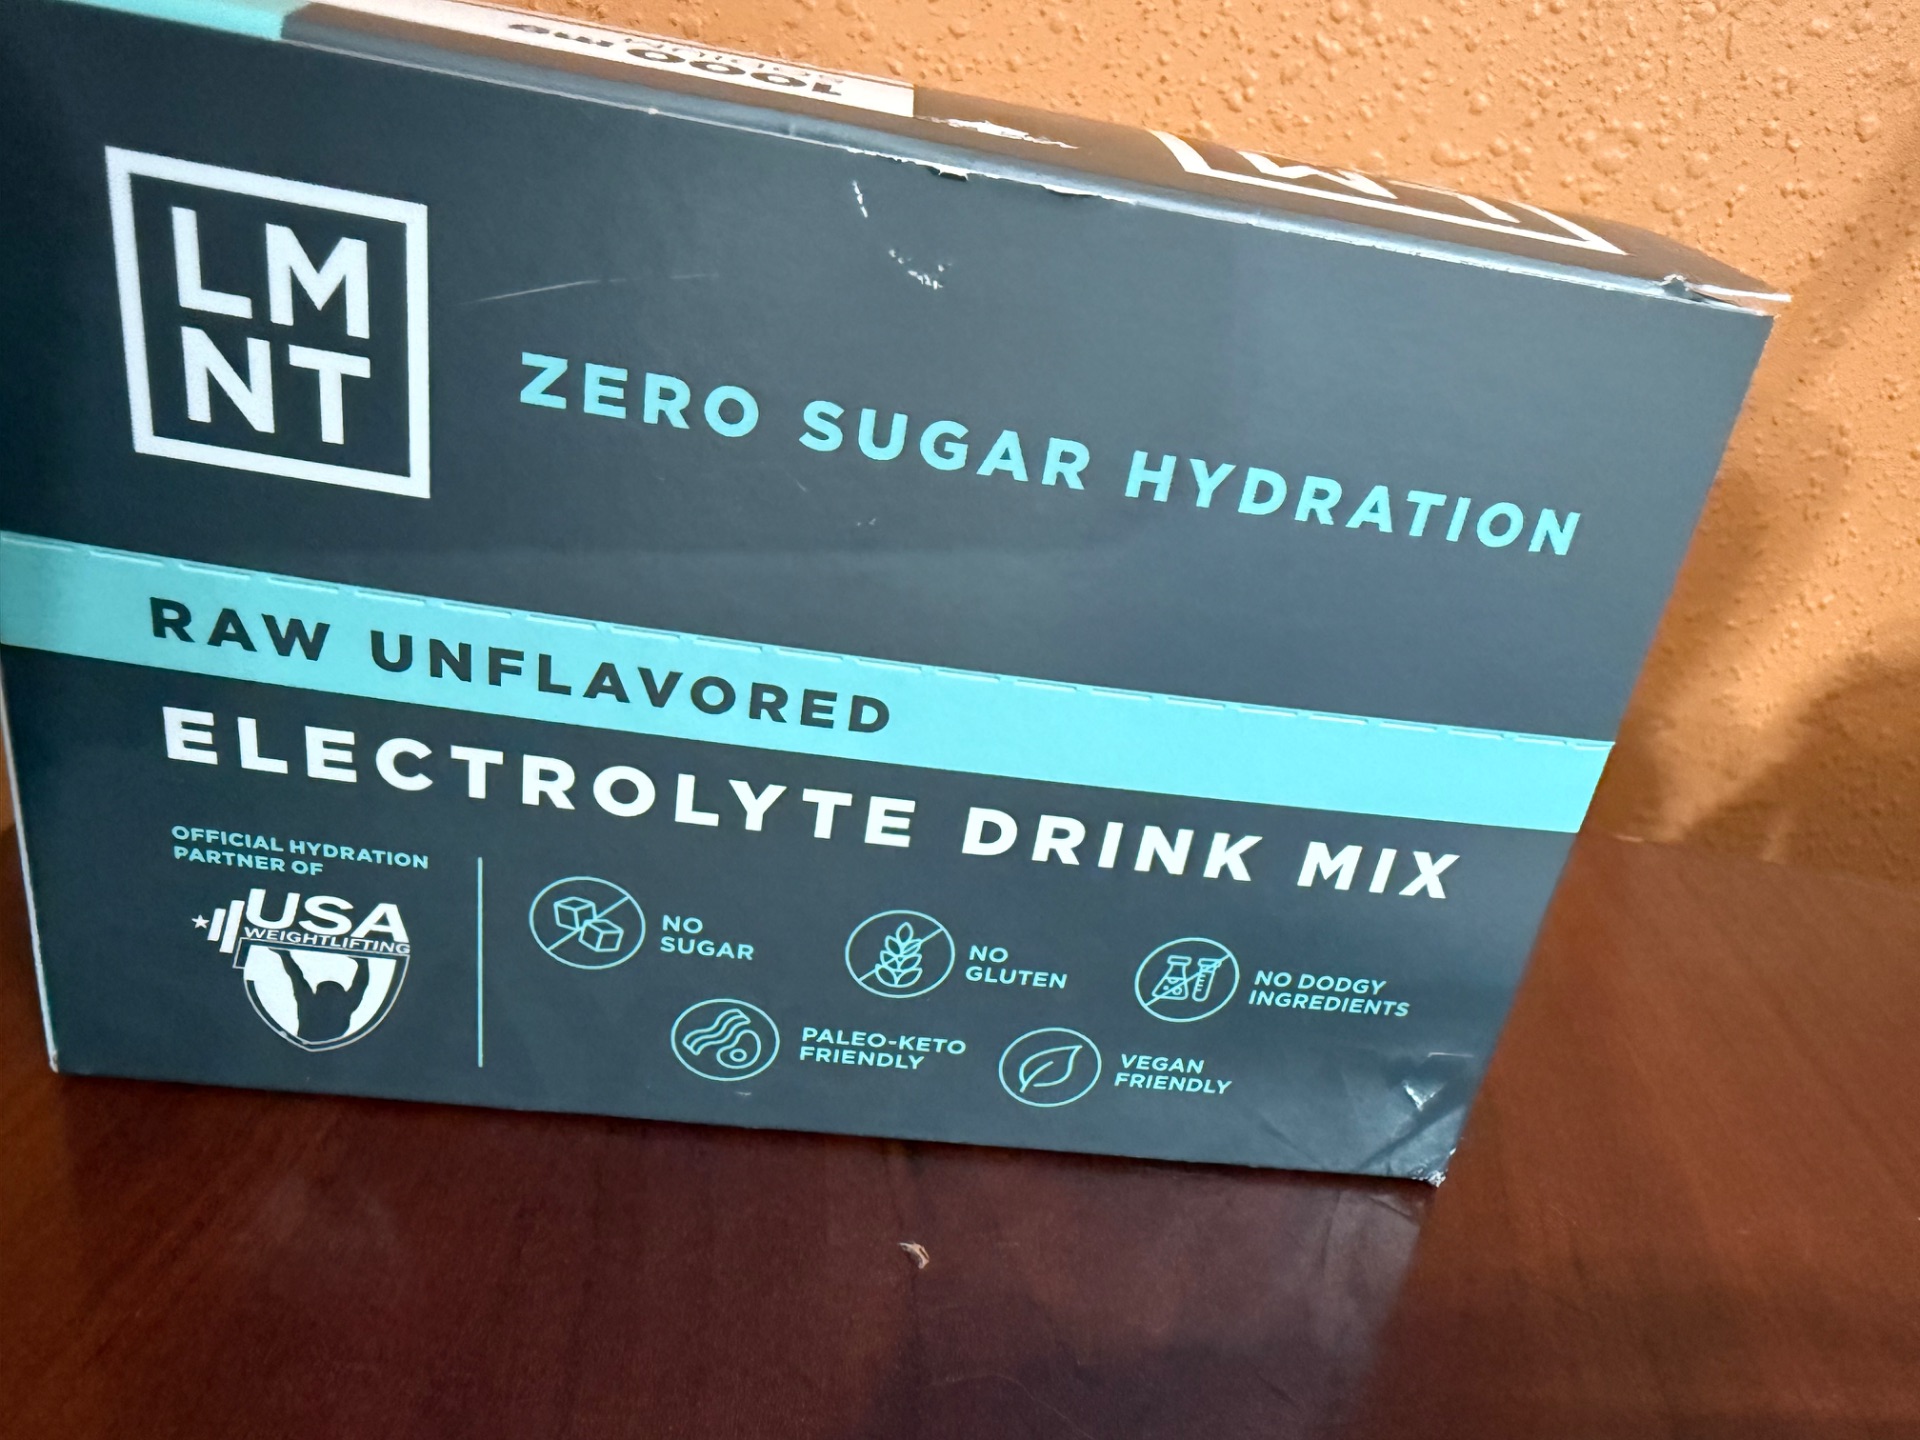 1000mg
LM
NT
ZERO SUGAR HYDRATION
RAW UNFLAVORED
ELECTROLYTE DRINK MIX
OFFICIAL HYDRATION
PARTNER OF
USA
WEIGHTLIFTING
NO
SUGAR
NO
GLUTEN
NO DODGY
INGREDIENTS
PALEO-KETO
FRIENDLY
VEGAN
FRIENDLY